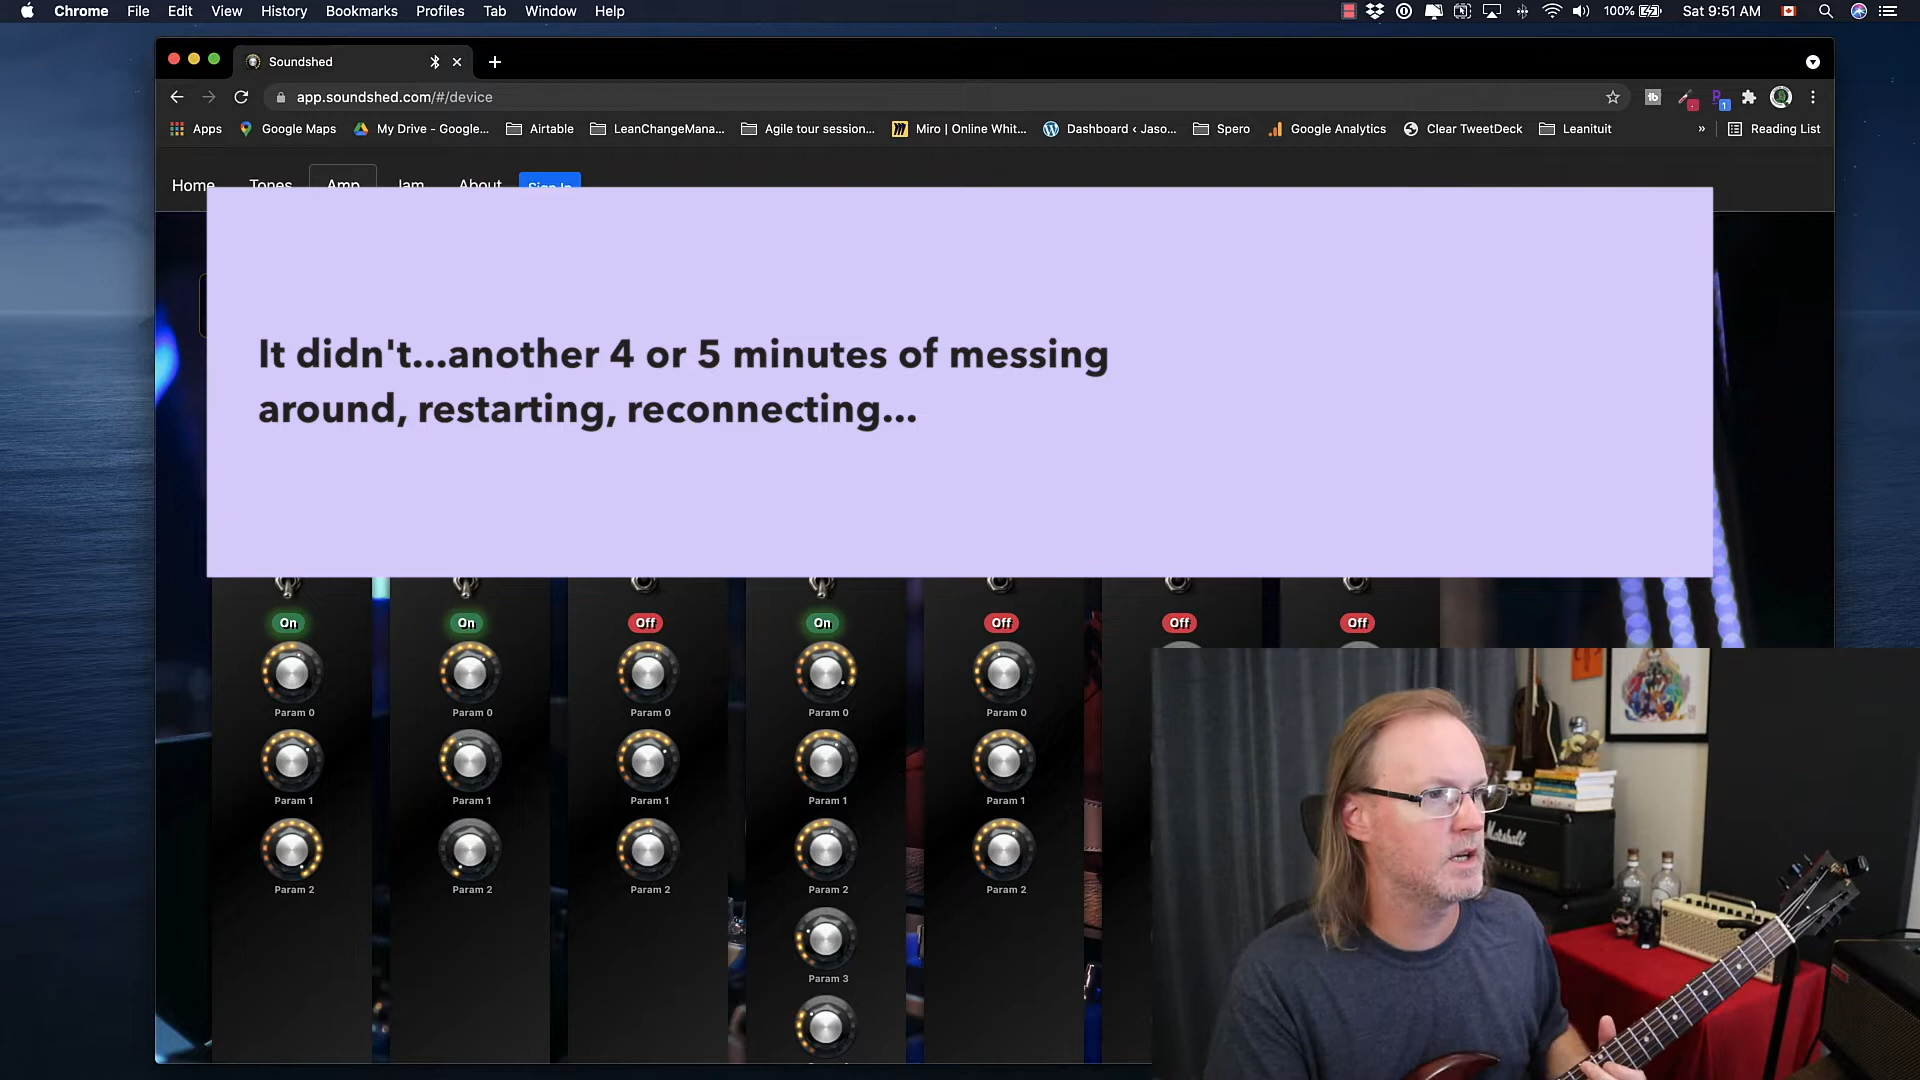 Chrome File Edit View History Bookmarks Profiles Tab Window Help 100% Sat 9:51 AM
Soundshed
app.soundshed.com/#/device
Apps Google Maps My Drive - Google... Airtable LeanChangeMana... Agile tour session... Miro | Online Whit... Dashboard ‹ Jaso... Spero Google Analytics Clear TweetDeck Leanituit » Reading List
Home Tones Amp Jam About Sign In
It didn't...another 4 or 5 minutes of messing
around, restarting, reconnecting...
On On Off On Off Off Off
Param 0 Param 0 Param 0 Param 0 Param 0
Param 1 Param 1 Param 1 Param 1 Param 1
Param 2 Param 2 Param 2 Param 2 Param 2
Param 3
Marshall